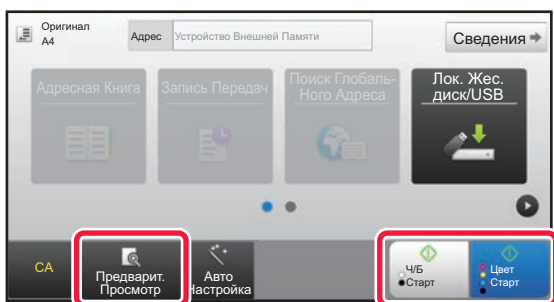 Оригинал
A4
Адрес
Устройство Внешней Памяти
Сведения
Адресная Книга
Запись Передач
Поиск Глобаль-
Ного Адреса
Лок. Жес.
диск/USB
CA
Предварит.
Просмотр
Авто
Настройка
Ч/Б
Старт
Цвет
Старт